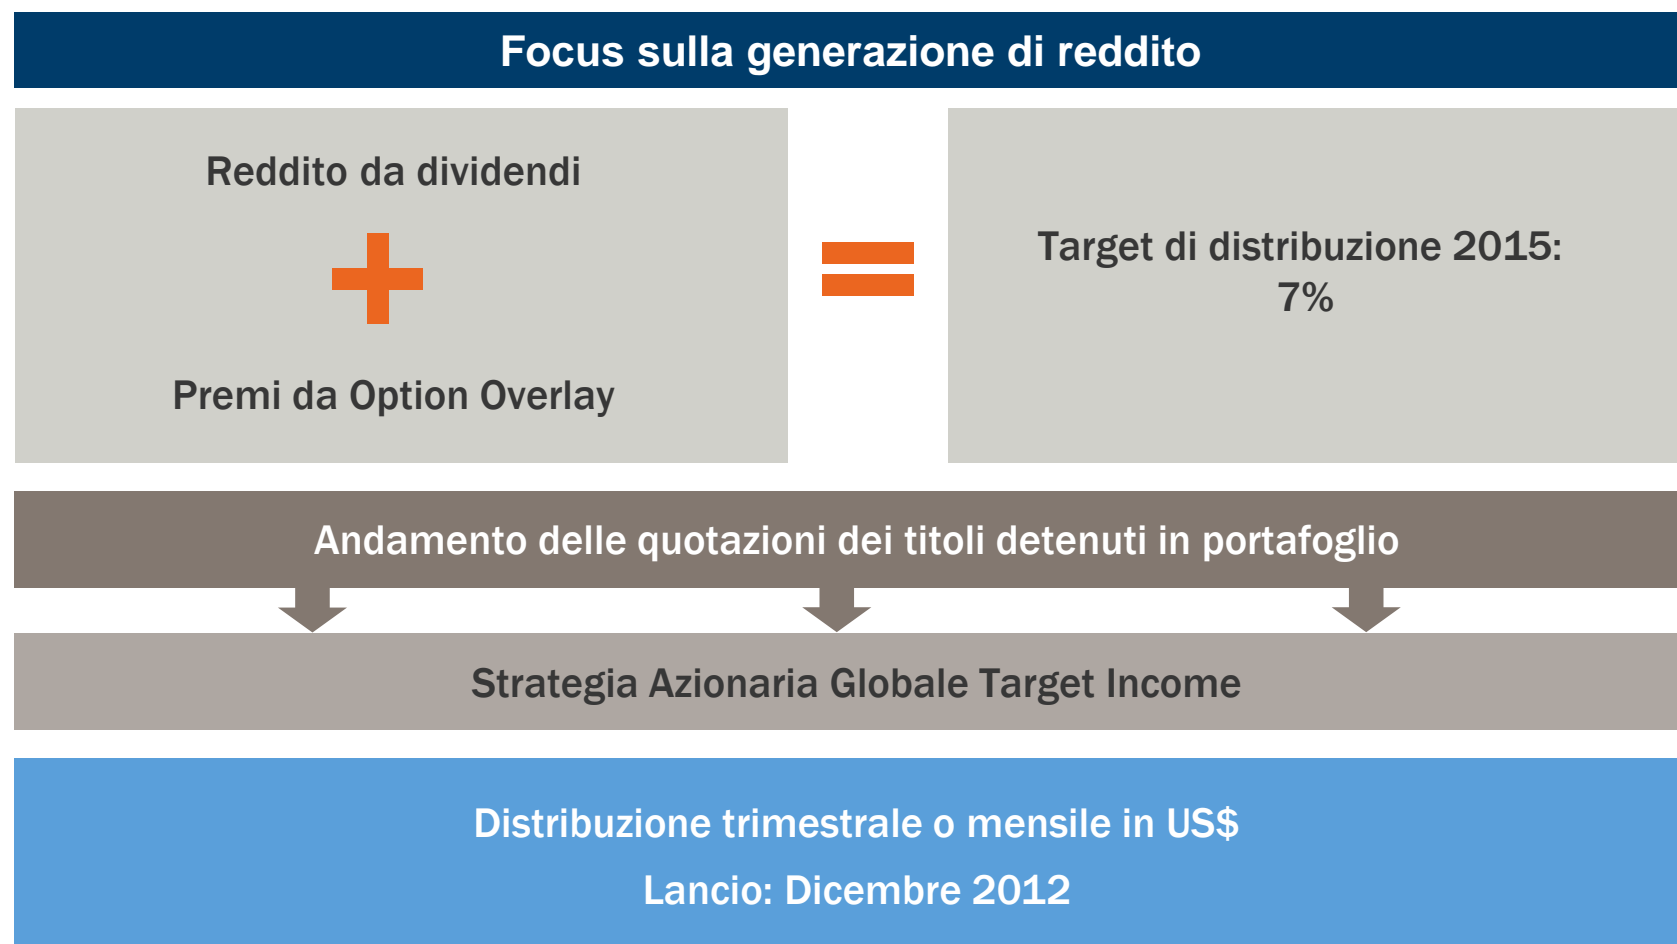 Focus sulla generazione di reddito
Reddito da dividendi
Premi da Option Overlay
Target di distribuzione 2015:
7%
Andamento delle quotazioni dei titoli detenuti in portafoglio
Strategia Azionaria Globale Target Income
Distribuzione trimestrale o mensile in US$
Lancio: Dicembre 2012